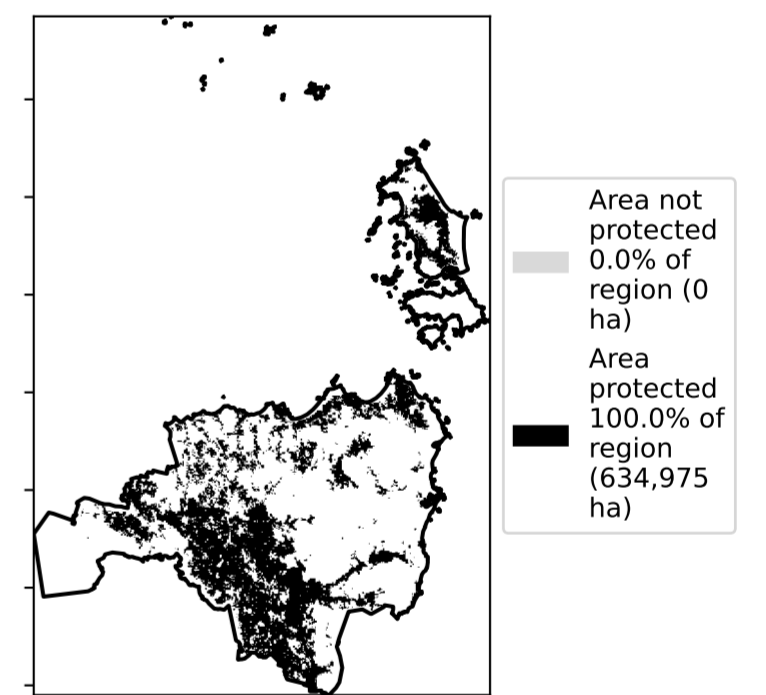 Area not
protected
0.0% of
region (0
ha)
Area
protected
100.0% of
region
(634,975
ha)